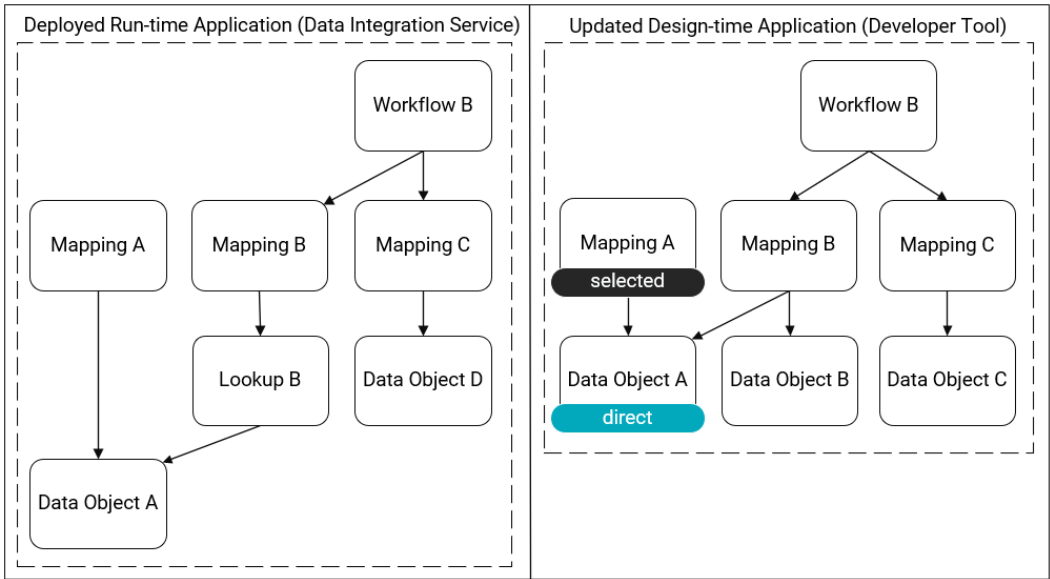 Deployed Run-time Application (Data Integration Service)
Workflow B
Mapping A
Mapping B
Mapping C
Lookup B
Data Object D
Data Object A
Updated Design-time Application (Developer Tool)
Workflow B
Mapping A
selected
Mapping B
Mapping C
Data Object A
direct
Data Object B
Data Object C